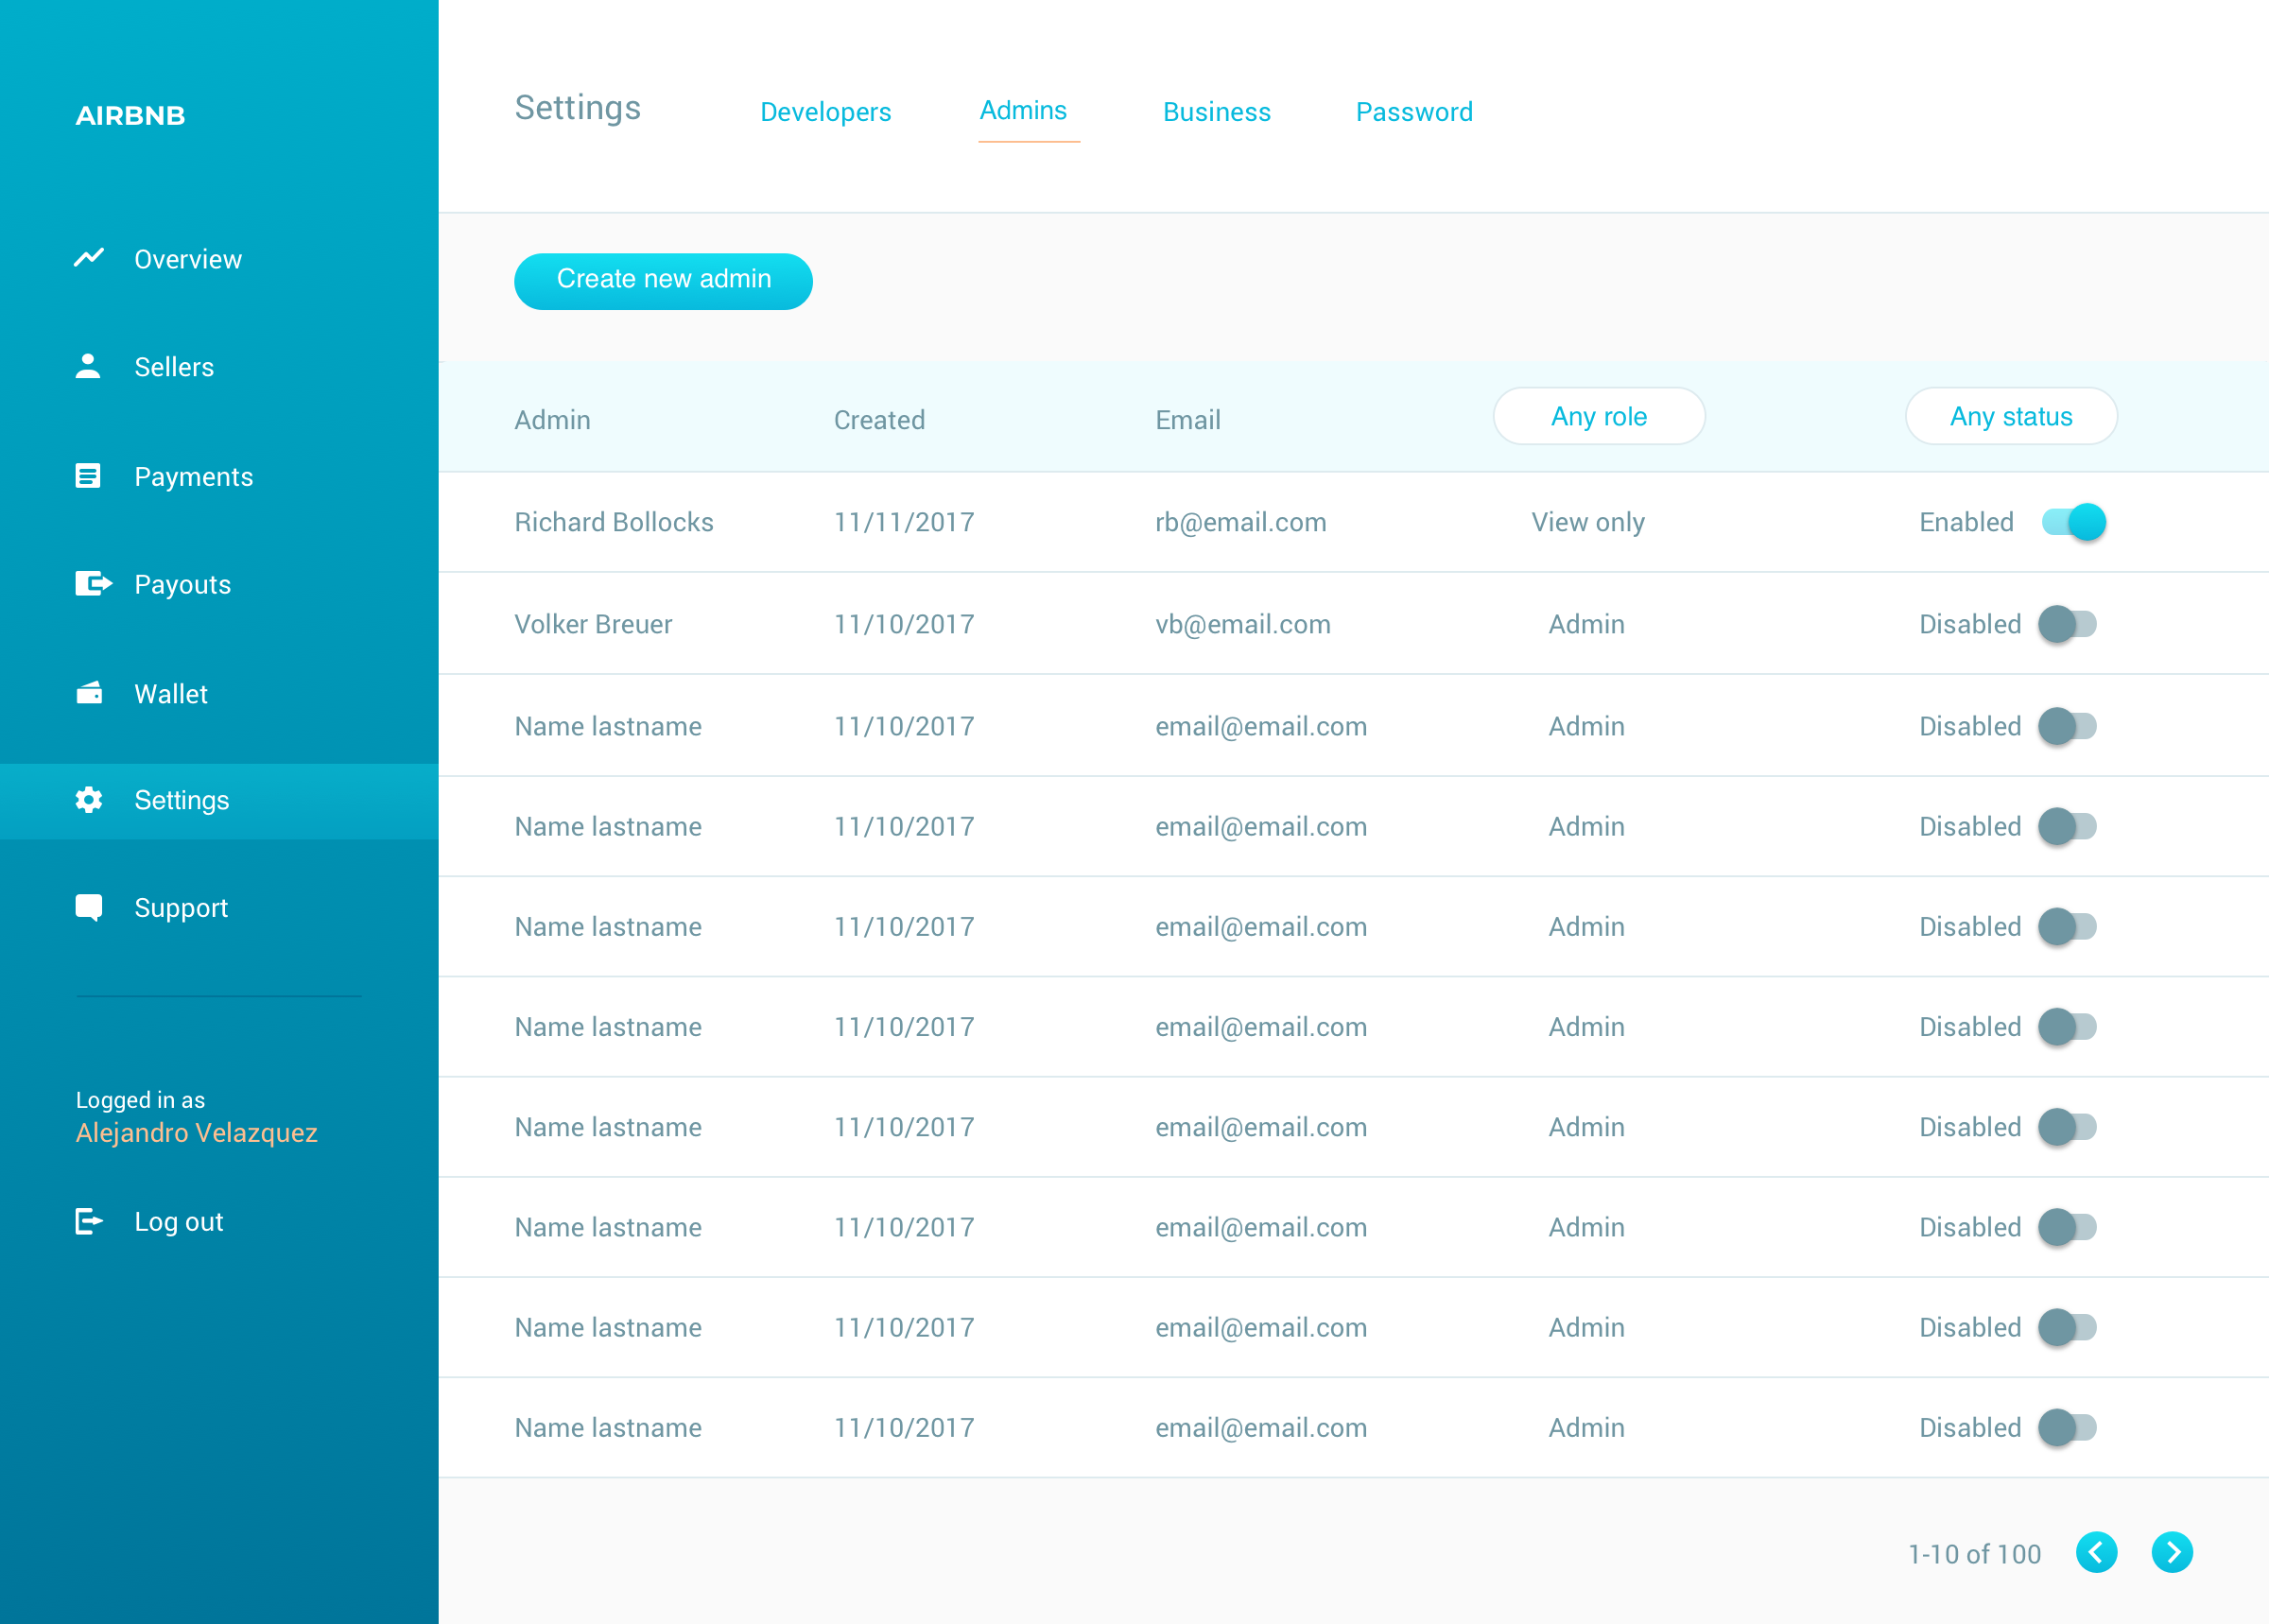 AIRBNB
Overview
Sellers
Payments
Payouts
Wallet
Settings
Support
Logged in as
Alejandro Velazquez
Log out
Settings Developers Admins Business Password
Create new admin
Admin Created Email Any role Any status
Richard Bollocks 11/11/2017 rb@email.com View only Enabled
Volker Breuer 11/10/2017 vb@email.com Admin Disabled
Name lastname 11/10/2017 email@email.com Admin Disabled
Name lastname 11/10/2017 email@email.com Admin Disabled
Name lastname 11/10/2017 email@email.com Admin Disabled
Name lastname 11/10/2017 email@email.com Admin Disabled
Name lastname 11/10/2017 email@email.com Admin Disabled
Name lastname 11/10/2017 email@email.com Admin Disabled
Name lastname 11/10/2017 email@email.com Admin Disabled
Name lastname 11/10/2017 email@email.com Admin Disabled
1-10 of 100